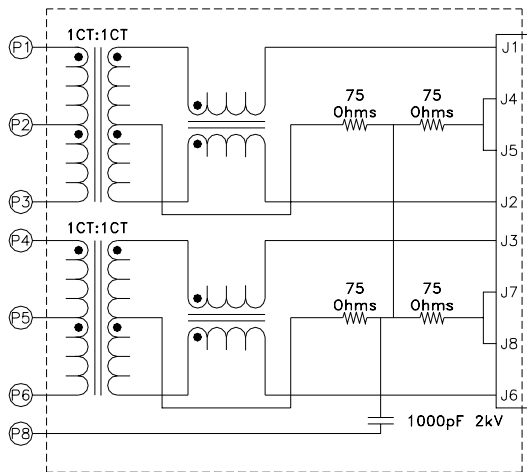 1CT:1CT
P1
J1
75
Ohms
75
Ohms
J4
P2
J5
P3
J2
1CT:1CT
P4
J3
75
Ohms
75
Ohms
J7
P5
J8
P6
J6
1000pF 2kV
P8